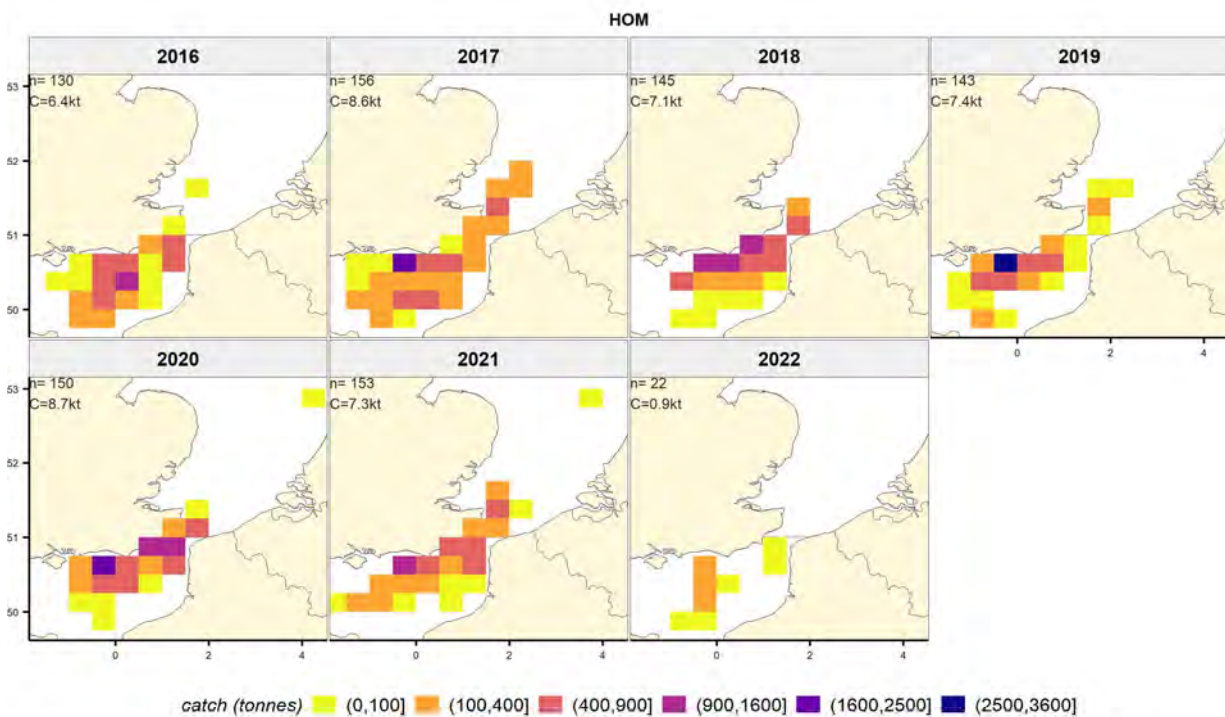 HOM
2016 2017 2018 2019
n= 130 n= 156 n= 145 n= 143
C=6.4kt C=8.6kt C=7.1kt C=7.4kt
53
52
51
50
0 2 4
2020 2021 2022
n= 150 n= 153 n= 22
C=8.7kt C=7.3kt C=0.9kt
53
52
51
50
0 2 4 0 2 4 0 2 4
catch (tonnes) (0,100] (100,400] (400,900] (900,1600] (1600,2500] (2500,3600]